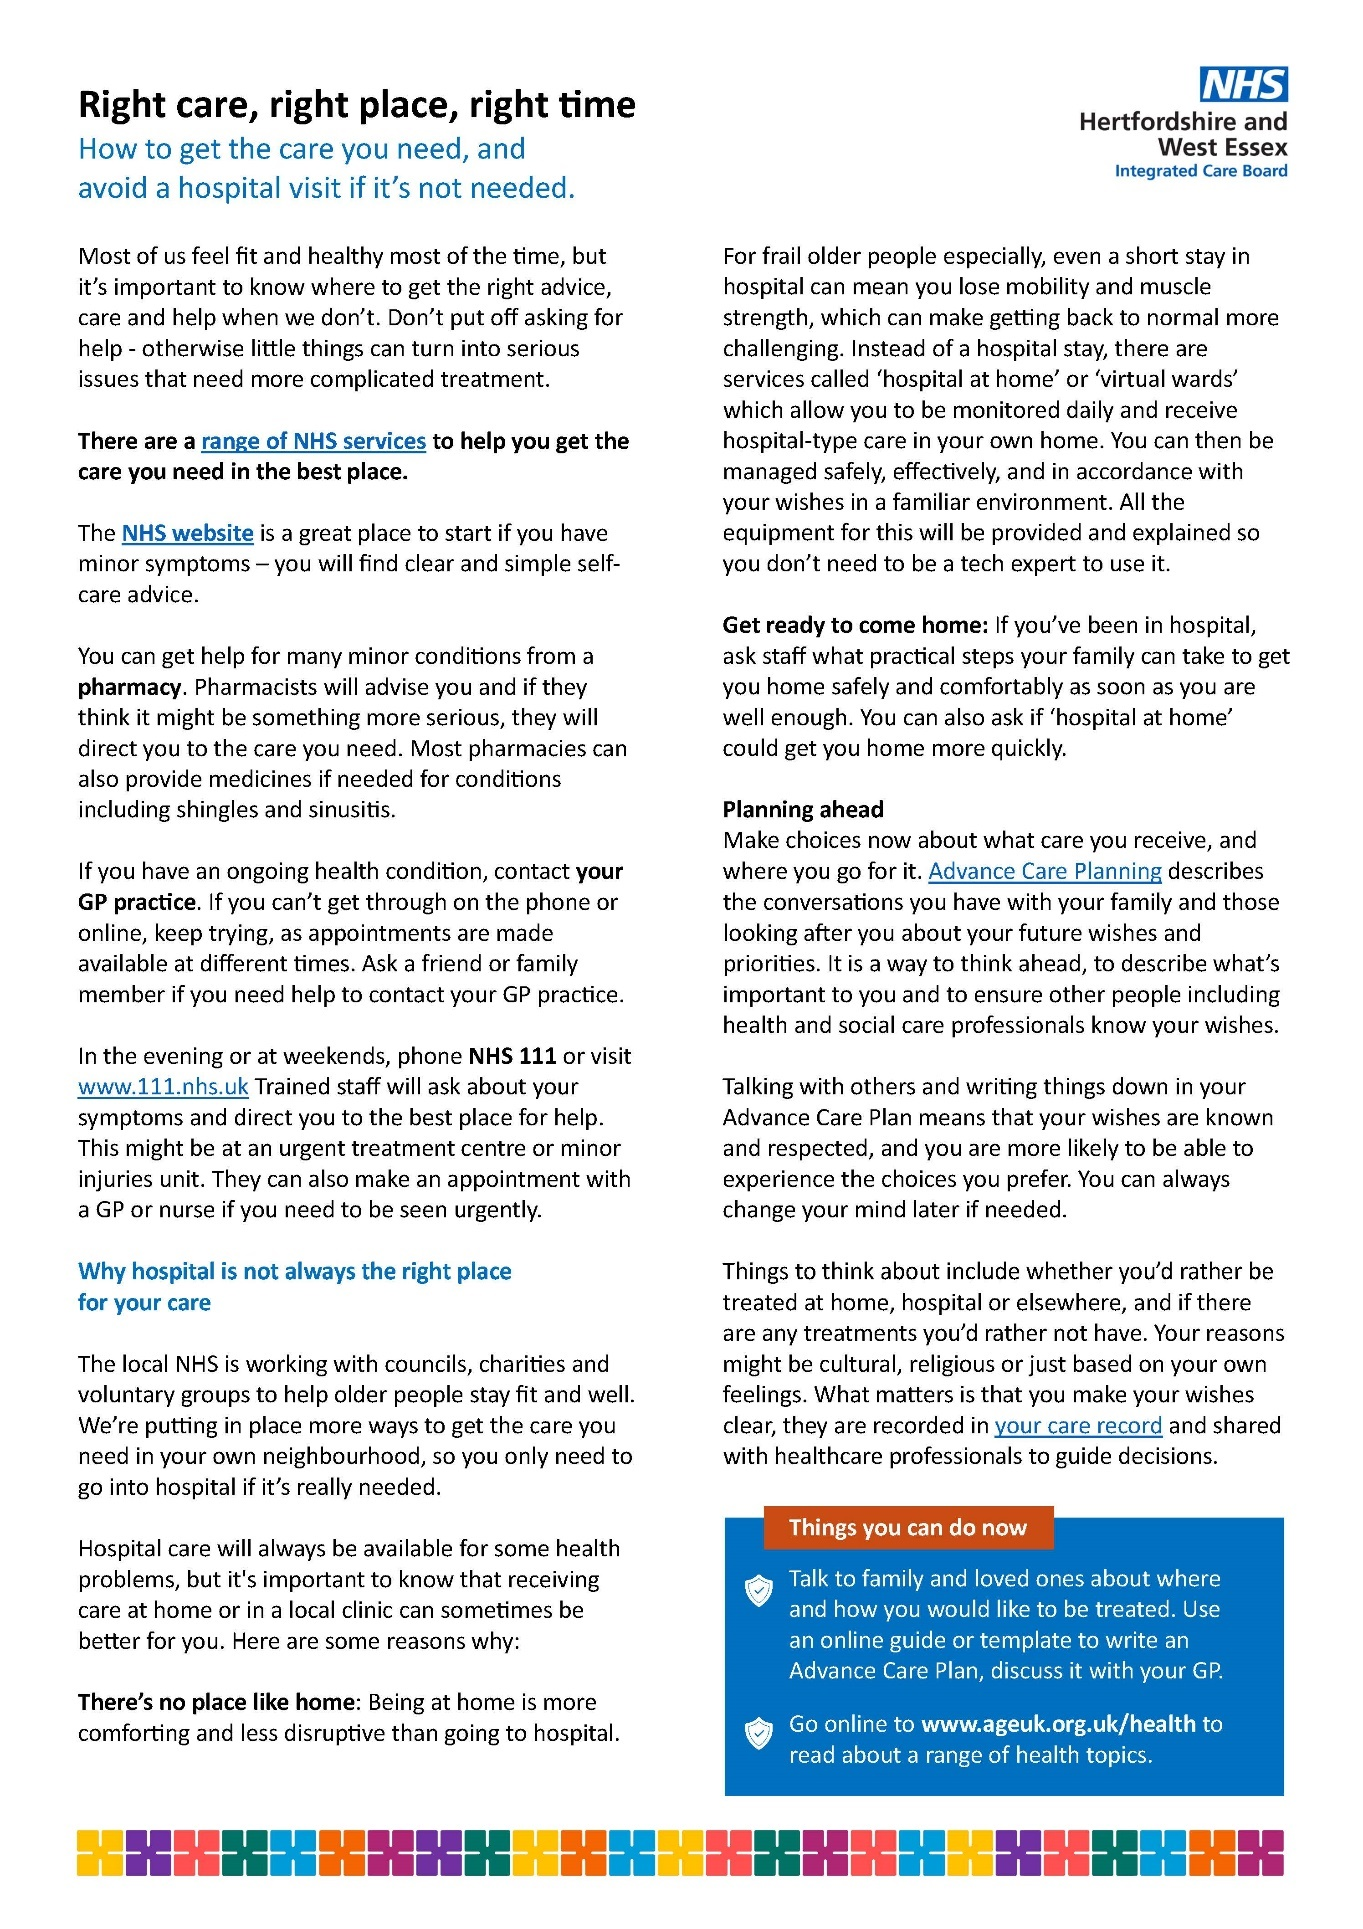 Right care, right place, right time
How to get the care you need, and
avoid a hospital visit if it’s not needed.
NHS
Hertfordshire and
West Essex
Integrated Care Board
Most of us feel fit and healthy most of the time, but
it’s important to know where to get the right advice,
care and help when we don’t. Don’t put off asking for
help - otherwise little things can turn into serious
issues that need more complicated treatment.
There are a range of NHS services to help you get the
care you need in the best place.
The NHS website is a great place to start if you have
minor symptoms – you will find clear and simple self-
care advice.
You can get help for many minor conditions from a
pharmacy. Pharmacists will advise you and if they
think it might be something more serious, they will
direct you to the care you need. Most pharmacies can
also provide medicines if needed for conditions
including shingles and sinusitis.
If you have an ongoing health condition, contact your
GP practice. If you can’t get through on the phone or
online, keep trying, as appointments are made
available at different times. Ask a friend or family
member if you need help to contact your GP practice.
In the evening or at weekends, phone NHS 111 or visit
www.111.nhs.uk Trained staff will ask about your
symptoms and direct you to the best place for help.
This might be at an urgent treatment centre or minor
injuries unit. They can also make an appointment with
a GP or nurse if you need to be seen urgently.
Why hospital is not always the right place
for your care
The local NHS is working with councils, charities and
voluntary groups to help older people stay fit and well.
We’re putting in place more ways to get the care you
need in your own neighbourhood, so you only need to
go into hospital if it’s really needed.
Hospital care will always be available for some health
problems, but it's important to know that receiving
care at home or in a local clinic can sometimes be
better for you. Here are some reasons why:
There’s no place like home: Being at home is more
comforting and less disruptive than going to hospital.
For frail older people especially, even a short stay in
hospital can mean you lose mobility and muscle
strength, which can make getting back to normal more
challenging. Instead of a hospital stay, there are
services called ‘hospital at home’ or ‘virtual wards’
which allow you to be monitored daily and receive
hospital-type care in your own home. You can then be
managed safely, effectively, and in accordance with
your wishes in a familiar environment. All the
equipment for this will be provided and explained so
you don’t need to be a tech expert to use it.
Get ready to come home: If you’ve been in hospital,
ask staff what practical steps your family can take to get
you home safely and comfortably as soon as you are
well enough. You can also ask if ‘hospital at home’
could get you home more quickly.
Planning ahead
Make choices now about what care you receive, and
where you go for it. Advance Care Planning describes
the conversations you have with your family and those
looking after you about your future wishes and
priorities. It is a way to think ahead, to describe what’s
important to you and to ensure other people including
health and social care professionals know your wishes.
Talking with others and writing things down in your
Advance Care Plan means that your wishes are known
and respected, and you are more likely to be able to
experience the choices you prefer. You can always
change your mind later if needed.
Things to think about include whether you’d rather be
treated at home, hospital or elsewhere, and if there
are any treatments you’d rather not have. Your reasons
might be cultural, religious or just based on your own
feelings. What matters is that you make your wishes
clear, they are recorded in your care record and shared
with healthcare professionals to guide decisions.
Things you can do now
Talk to family and loved ones about where
and how you would like to be treated. Use
an online guide or template to write an
Advance Care Plan, discuss it with your GP.
Go online to www.ageuk.org.uk/health to
read about a range of health topics.